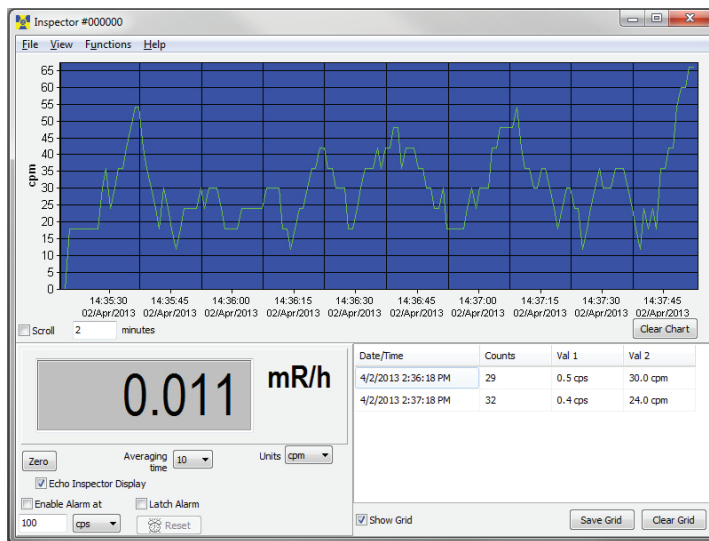 Inspector #000000
File View Functions Help
65
60
55
50
45
40
35
30
25
20
15
10
5
0
cpm
14:35:30 14:35:45 14:36:00 14:36:15 14:36:30 14:36:45 14:37:00 14:37:15 14:37:30 14:37:45
02/Apr/2013 02/Apr/2013 02/Apr/2013 02/Apr/2013 02/Apr/2013 02/Apr/2013 02/Apr/2013 02/Apr/2013 02/Apr/2013 02/Apr/2013
Scroll 2 minutes Clear Chart
0.011 mR/h
Zero
Averaging time 10
Units cpm
Echo Inspector Display
Enable Alarm at Latch Alarm
100 cps Reset
Date/Time Counts Val 1 Val 2
4/2/2013 2:36:18 PM 29 0.5 cps 30.0 cpm
4/2/2013 2:37:18 PM 32 0.4 cps 24.0 cpm
Show Grid Save Grid Clear Grid